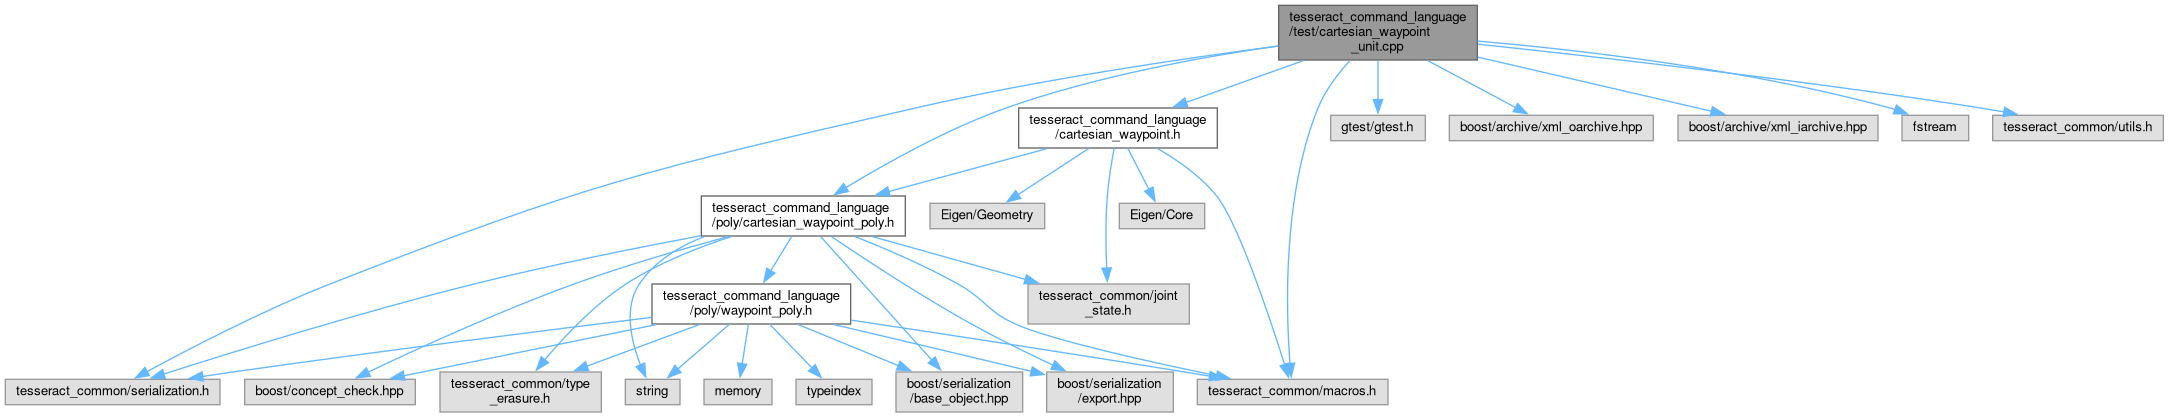 tesseract_command_language
/test/cartesian_waypoint
_unit.cpp
tesseract_command_language
/cartesian_waypoint.h
gtest/gtest.h
boost/archive/xml_oarchive.hpp
boost/archive/xml_iarchive.hpp
fstream
tesseract_common/utils.h
tesseract_command_language
/poly/cartesian_waypoint_poly.h
Eigen/Geometry
Eigen/Core
tesseract_command_language
/poly/waypoint_poly.h
tesseract_common/joint
_state.h
tesseract_common/serialization.h
boost/concept_check.hpp
tesseract_common/type
_erasure.h
string
memory
typeindex
boost/serialization
/base_object.hpp
boost/serialization
/export.hpp
tesseract_common/macros.h